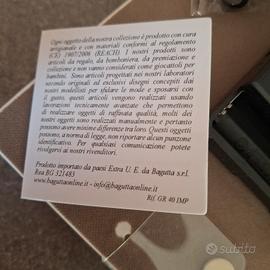 Ogni oggetto della nostra collezione è prodotto con cura
artigianale e con materiali conformi al regolamento
(CE) 1907/2006 (REACH). I nostri prodotti sono
articoli da regalo, da bomboniera, da premiazione e
collezione e non vanno considerati come giocattoli per
bambini. Sono articoli progettati nei nostri laboratori
secondo originali ed esclusivi disegni concepiti dai
nostri modellisti per sfidare le mode e sposarsi con
il gusto, questi articoli vengono realizzati utilizzando
tecnicamente avanzate che permettono
di realizzare oggetti di raffinata qualità, molti dei
nostri oggetti sono realizzati manualmente e pertanto
possono avere minime differenze tra loro. Questi oggetti
possono, a norma di legge, non riportare alcun punzone
identificativo. Per qualsiasi comunicazione potete
rivolgervi ai nostri rivenditori.
Prodotto importato da paesi Extra U. E. da Bagutta s.r.l.
Rea BG 321483
www.baguttaonline.it - info@baguttaonline.it
Rif. GR 40 IMP
subito